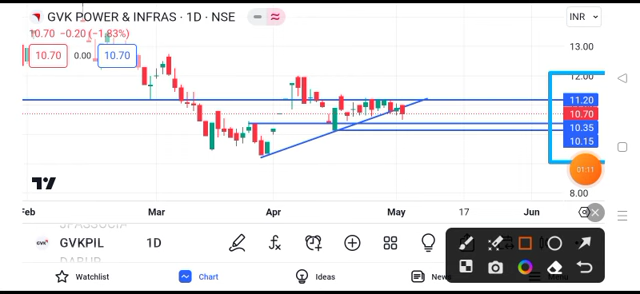 GVK POWER & INFRAS · 1D · NSE
INR
10.70 −0.20 (−1.83%)
10.70 0.00 10.70
13.00
12.00
11.20
10.70
10.35
10.15
01:11
8.00
Feb Mar Apr May 17 Jun
GVKPIL 1D
Watchlist Chart Ideas News